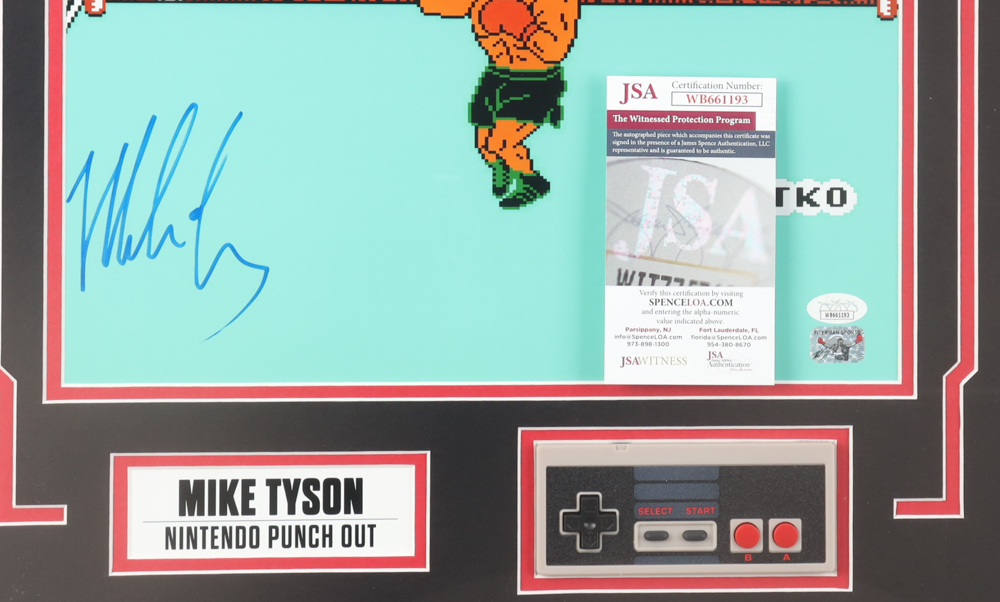 JSA Certification Number:
WB661193
The Witnessed Protection Program
The autographed piece which accompanies this certificate was
signed in the presence of a James Spence Authentication, LLC
representative and is guaranteed to be authentic.
JSA
Verify this certification by visiting
SPENCELOA.COM
and entering the alpha-numeric
value indicated above.
Parsippany, NJ
info@SpenceLOA.com
973-898-1300
Fort Lauderdale, FL
florida@SpenceLOA.com
954-380-8670
JSAWITNESS
JSA
Authentication
TKO
WB661193
MIKE TYSON
NINTENDO PUNCH OUT
SELECT START
B A